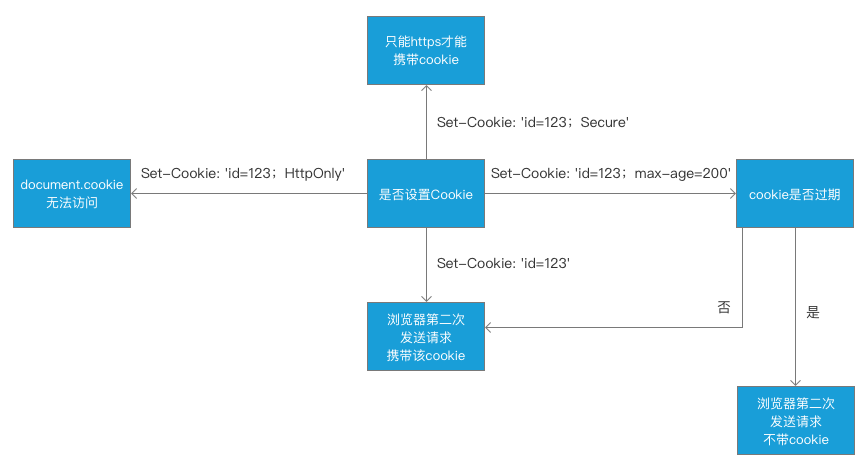 只能https才能
携带cookie
Set-Cookie: 'id=123；Secure'
document.cookie
无法访问
Set-Cookie: 'id=123；HttpOnly'
是否设置Cookie
Set-Cookie: 'id=123；max-age=200'
cookie是否过期
Set-Cookie: 'id=123'
浏览器第二次
发送请求
携带该cookie
否
是
浏览器第二次
发送请求
不带cookie